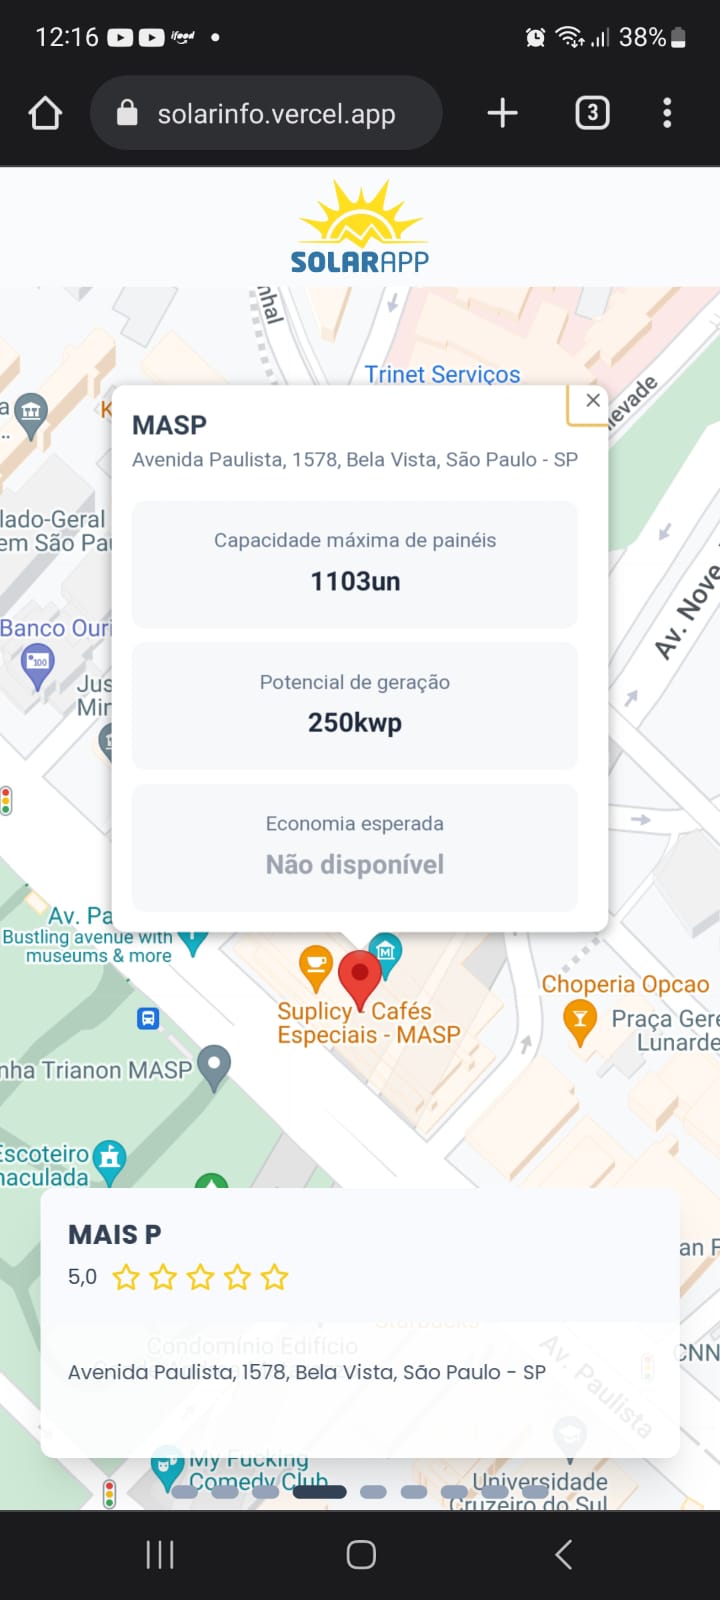 12:16
38%
solarinfo.vercel.app
3
SOLARAPP
nhal
Trinet Serviços
a
..
K
levade
MASP
Avenida Paulista, 1578, Bela Vista, São Paulo - SP
lado-Geral
em São Pau
Capacidade máxima de painéis
1103un
Av. Nove
Banco Ouri
Jus
Min
Potencial de geração
250kwp
Economia esperada
Não disponível
Av. Pa
Bustling avenue with
museums & more
Suplicy - Cafés
Especiais - MASP
Choperia Opcao
Praça Gere
Lunarde
nha Trianon MASP
Escoteiro
naculada
MAIS P
5,0
an P
Starbucks
Condomínio Edifício
CNN
Avenida Paulista, 1578, Bela Vista, São Paulo - SP
Av. Paulista
My Fucking
Comedy Club
Universidade
Cruzeiro do Sul